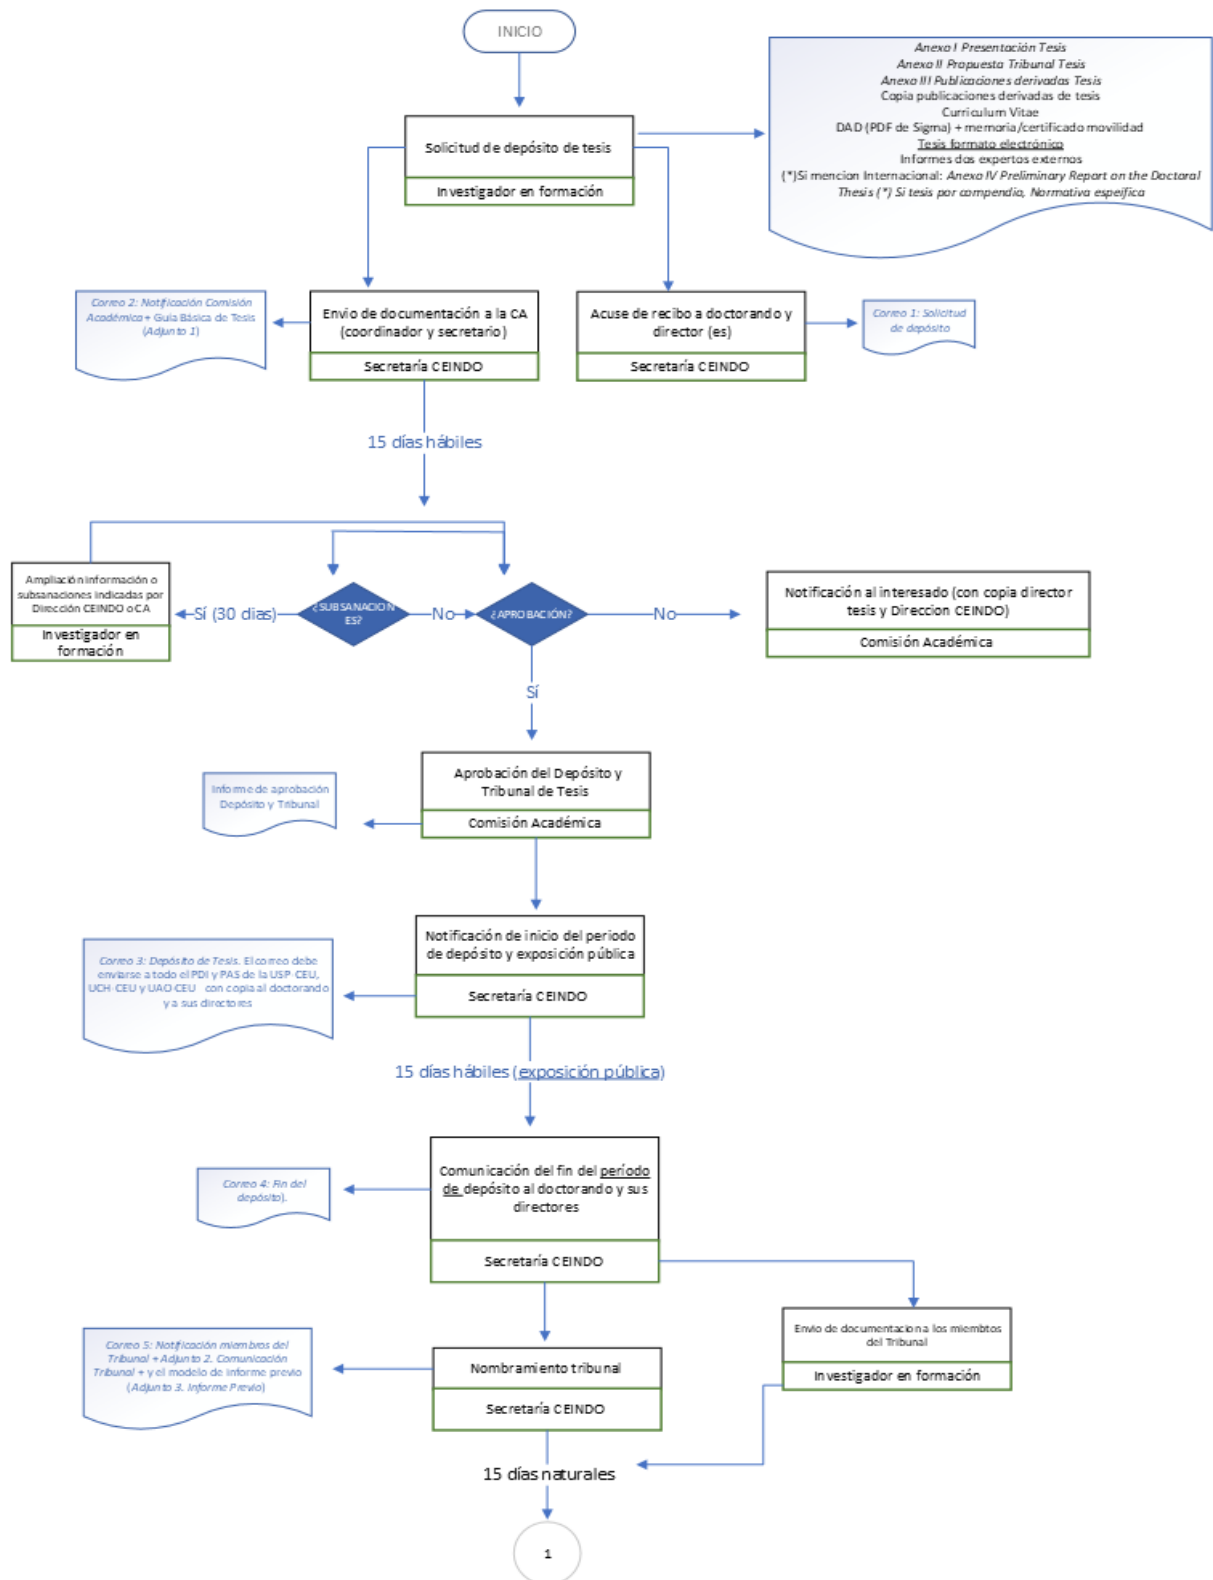 INICIO
Anexo I Presentación Tesis
Anexo II Propuesta Tribunal Tesis
Anexo III Publicaciones derivadas Tesis
Copia publicaciones derivadas de tesis
Curriculum Vitae
DAD (PDF de Sigma) + memoria/certificado movilidad
Tesis formato electrónico
Informes dos expertos externos
(*)Si mencion Internacional: Anexo IV Preliminary Report on the Doctoral
Thesis (*) Si tesis por compendio, Normativa espeífica
Solicitud de depósito de tesis
Investigador en formación
Correo 2: Notificación Comisión
Académica + Guía Básica de Tesis
(Adjunto 1)
Envio de documentación a la CA
(coordinador y secretario)
Secretaría CEINDO
Acuse de recibo a doctorando y
director (es)
Secretaría CEINDO
Correo 1: Solicitud
de depósito
15 días hábiles
Ampliación información o
subsanaciones indicadas por
Dirección CEINDO o CA
Investigador en
formación
Sí (30 dias)
¿SUBSANACION
ES?
No
¿APROBACIÓN?
No
Notificación al interesado (con copia director
tesis y Direccion CEINDO)
Comisión Académica
Sí
Aprobación del Depósito y
Tribunal de Tesis
Comisión Académica
Informe de aprobación
Depósito y Tribunal
Notificación de inicio del periodo
de depósito y exposición pública
Secretaría CEINDO
Correo 3: Depósito de Tesis. El correo debe
enviarse a todo el PDI y PAS de la USP-CEU,
UCH-CEU y UAO-CEU con copia al doctorando
y a sus directores
15 días hábiles (exposición pública)
Comunicación del fin del período
de depósito al doctorando y sus
directores
Secretaría CEINDO
Correo 4: Fin del
depósito).
Envio de documentacion a los miembtos
del Tribunal
Investigador en formación
Correo 5: Notificación miembros del
Tribunal + Adjunto 2. Comunicación
Tribunal + y el modelo de informe previo
(Adjunto 3. Informe Previo)
Nombramiento tribunal
Secretaría CEINDO
15 días naturales
1